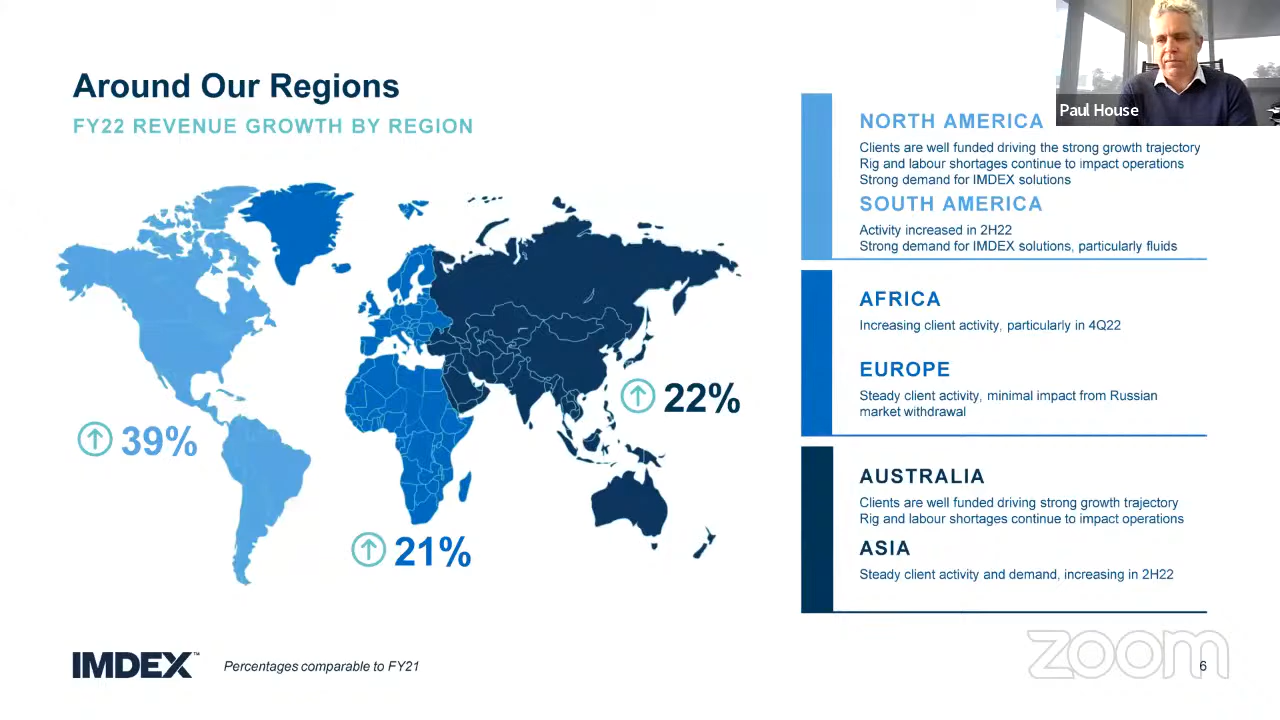 Around Our Regions
FY22 REVENUE GROWTH BY REGION
39%
21%
22%
Paul House
NORTH AMERICA
Clients are well funded driving the strong growth trajectory
Rig and labour shortages continue to impact operations
Strong demand for IMDEX solutions
SOUTH AMERICA
Activity increased in 2H22
Strong demand for IMDEX solutions, particularly fluids
AFRICA
Increasing client activity, particularly in 4Q22
EUROPE
Steady client activity, minimal impact from Russian
market withdrawal
AUSTRALIA
Clients are well funded driving strong growth trajectory
Rig and labour shortages continue to impact operations
ASIA
Steady client activity and demand, increasing in 2H22
IMDEX™
Percentages comparable to FY21
zoom
6